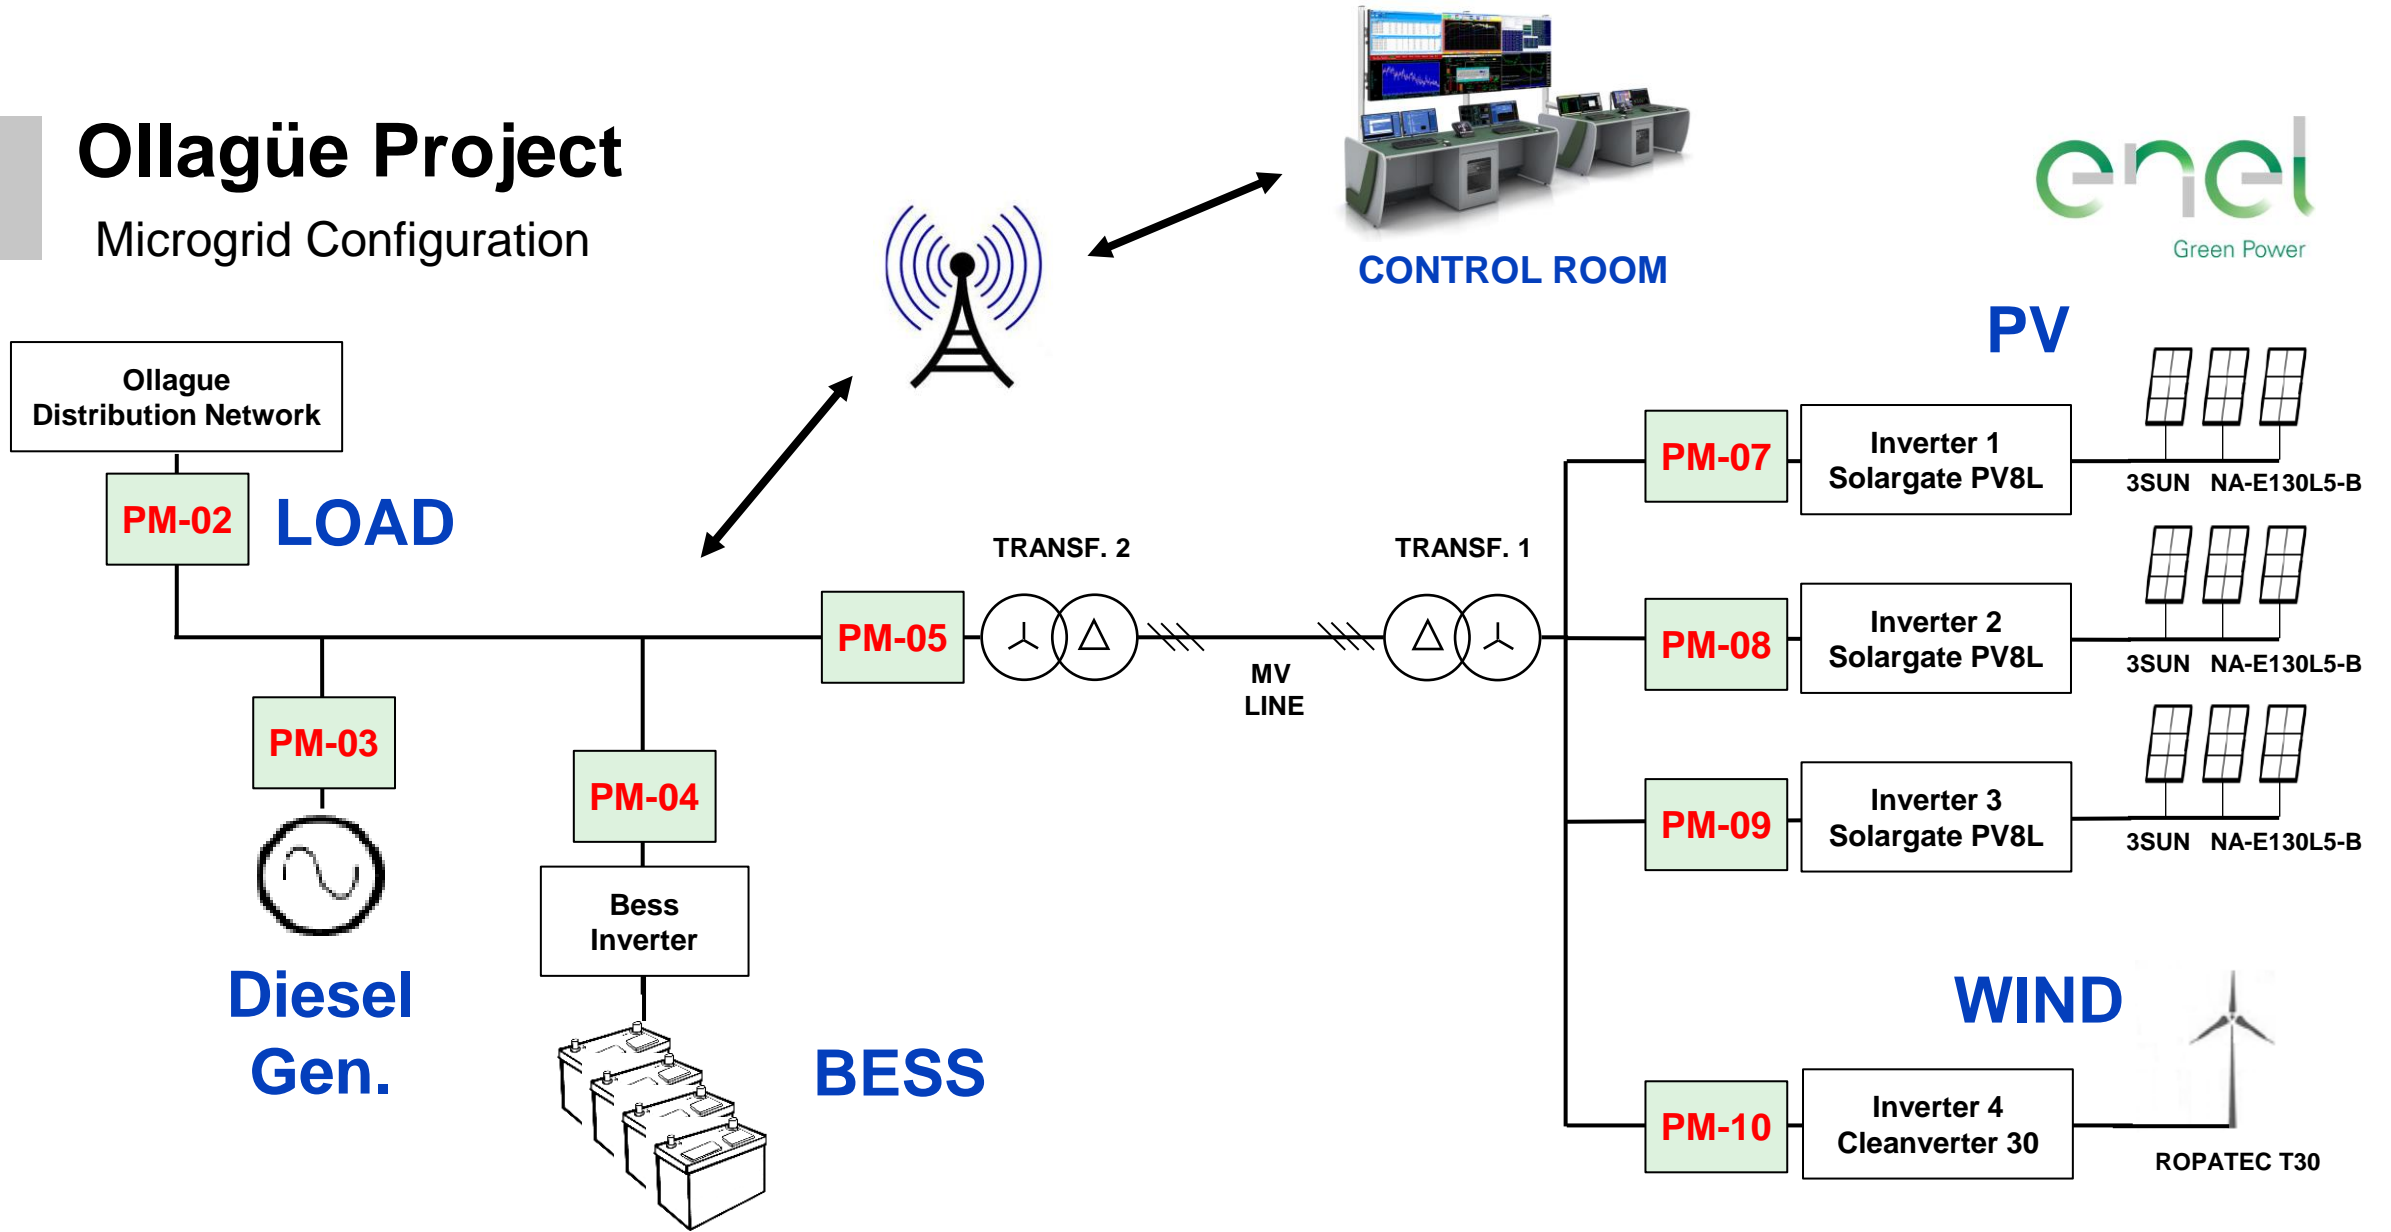 Ollagüe Project
Microgrid Configuration
CONTROL ROOM
enel
Green Power
PV
Ollague
Distribution Network
PM-02
LOAD
PM-03
Diesel
Gen.
PM-04
Bess
Inverter
BESS
PM-05
TRANSF. 2
MV
LINE
TRANSF. 1
PM-07
Inverter 1
Solargate PV8L
3SUN NA-E130L5-B
PM-08
Inverter 2
Solargate PV8L
3SUN NA-E130L5-B
PM-09
Inverter 3
Solargate PV8L
3SUN NA-E130L5-B
WIND
PM-10
Inverter 4
Cleanverter 30
ROPATEC T30